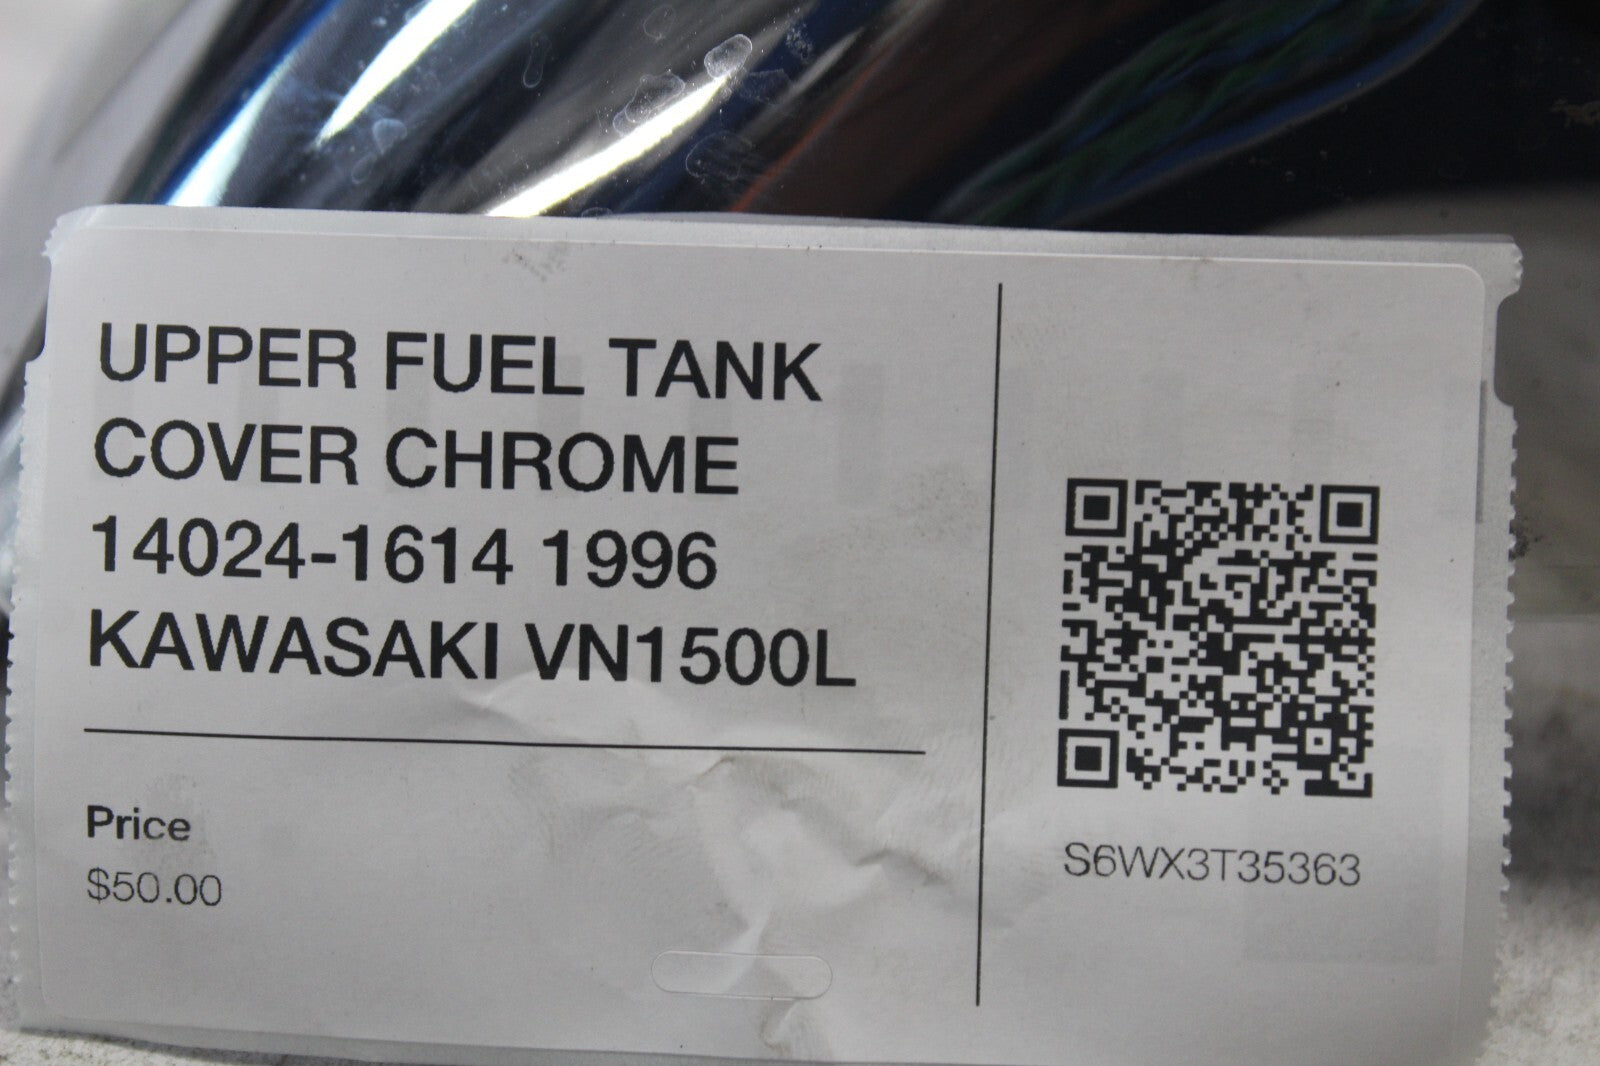 UPPER FUEL TANK
COVER CHROME
14024-1614 1996
KAWASAKI VN1500L
Price
$50.00
S6WX3T35363